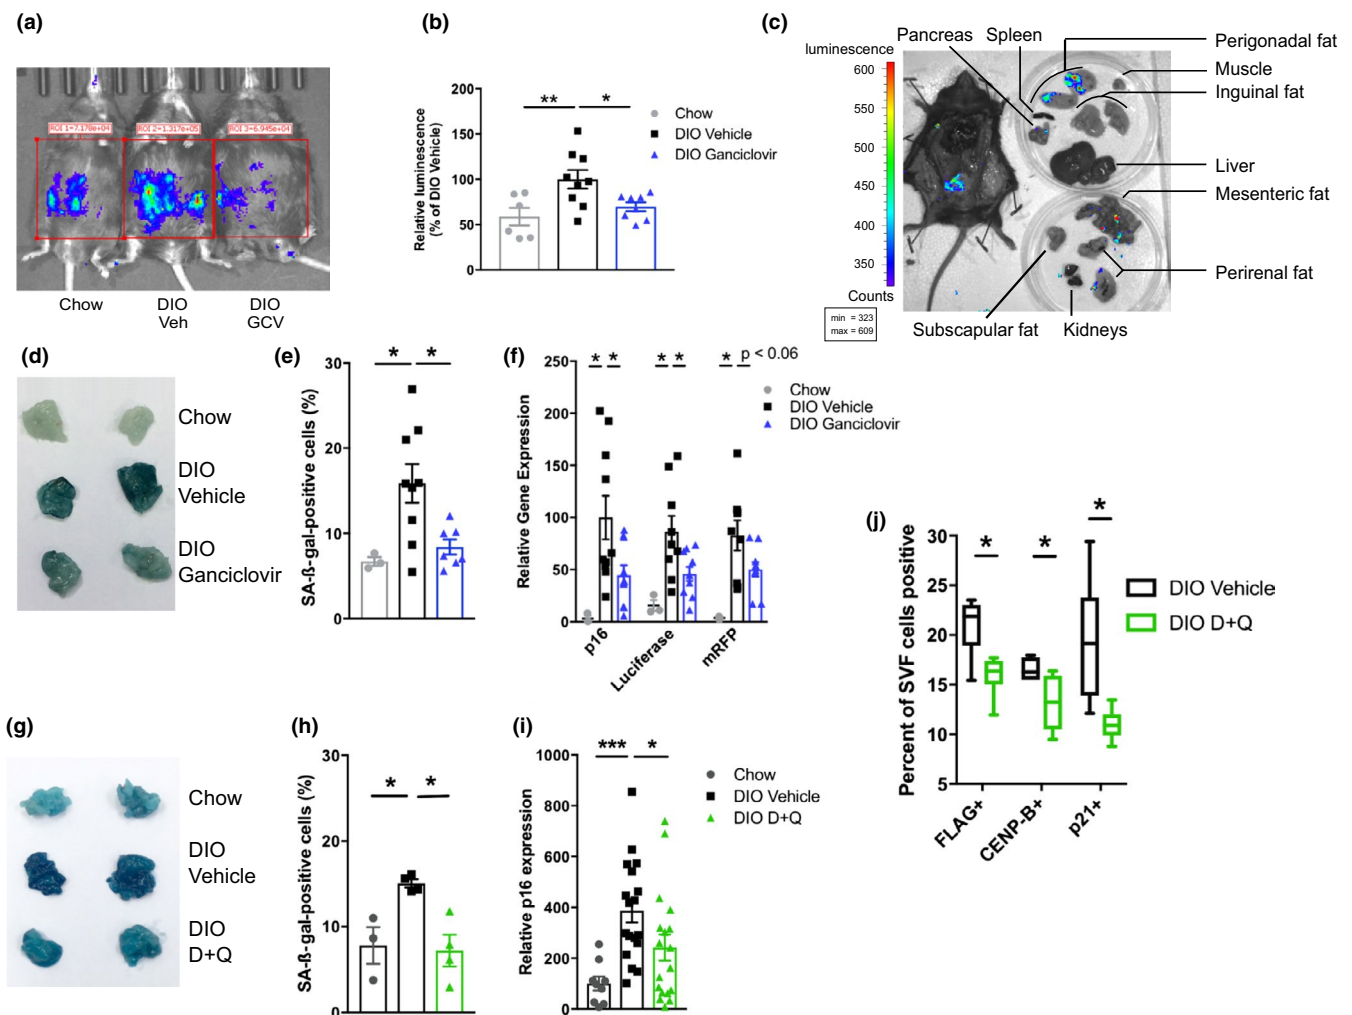 (a)
ROI 1=7.178e+04
ROI 2=1.317e+05
ROI 3=6.945e+04
Chow
DIO
Veh
DIO
GCV
(b)
Relative luminescence
(% of DIO Vehicle)
200
150
100
50
0
**
*
Chow
DIO Vehicle
DIO Ganciclovir
(c)
luminescence
600
550
500
450
400
350
Counts
min = 323
max = 609
Pancreas
Spleen
Perigonadal fat
Muscle
Inguinal fat
Liver
Mesenteric fat
Perirenal fat
Subscapular fat
Kidneys
(d)
Chow
DIO
Vehicle
DIO
Ganciclovir
(e)
SA-ß-gal-positive cells (%)
30
20
10
0
*
*
(f)
Relative Gene Expression
250
200
150
100
50
0
* *
* *
* p < 0.06
Chow
DIO Vehicle
DIO Ganciclovir
p16
Luciferase
mRFP
(g)
Chow
DIO
Vehicle
DIO
D+Q
(h)
SA-ß-gal-positive cells (%)
30
20
10
0
*
*
(i)
Relative p16 expression
1000
800
600
400
200
0
***
*
Chow
DIO Vehicle
DIO D+Q
(j)
Percent of SVF cells positive
30
25
20
15
10
5
*
*
*
DIO Vehicle
DIO D+Q
FLAG+
CENP-B+
p21+